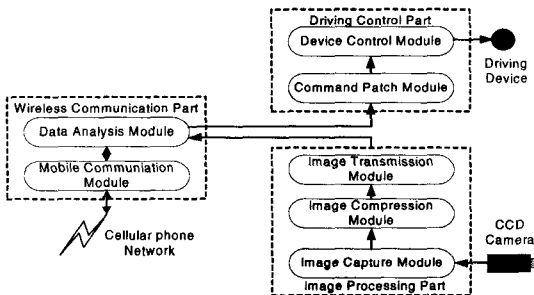 Driving Control Part
Device Control Module
Driving
Device
Command Patch Module
Wireless Communication Part
Data Analysis Module
Mobile Communiation
Module
Cellular phone
Network
Image Transmission
Module
Image Compression
Module
CCD
Camera
Image Capture Module
Image Processing Part